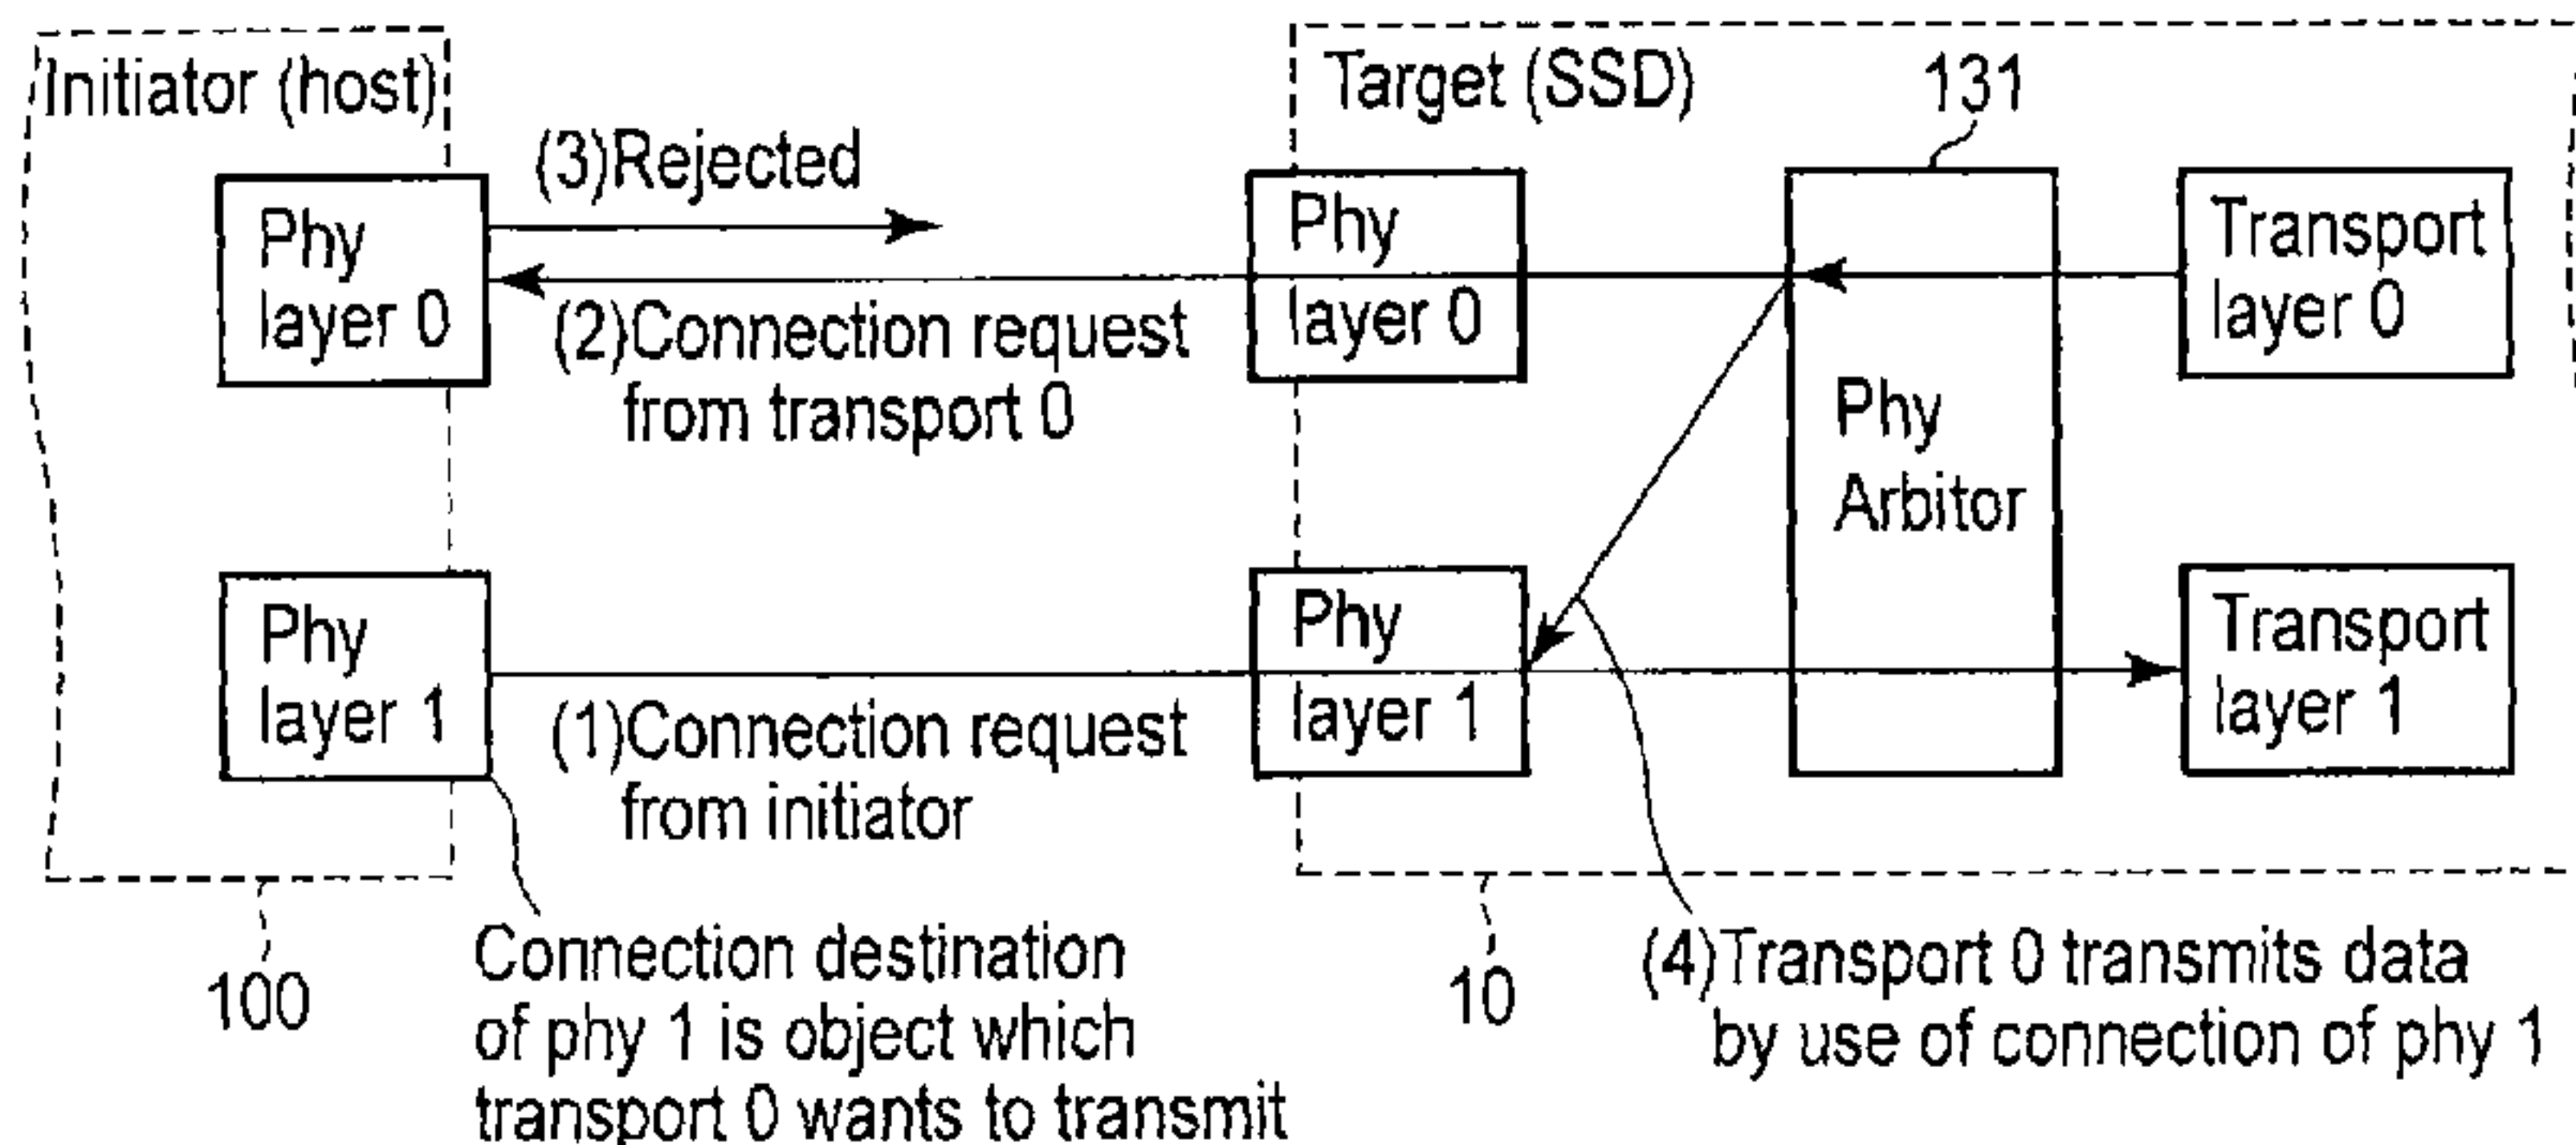 Initiator (host)
Target (SSD)
131
(3)Rejected
Phy
layer 0
Phy
layer 0
Transport
layer 0
(2)Connection request
from transport 0
Phy
Arbitor
Phy
layer 1
Phy
layer 1
Transport
layer 1
(1)Connection request
from initiator
100
Connection destination
of phy 1 is object which
transport 0 wants to transmit
10
(4)Transport 0 transmits data
by use of connection of phy 1